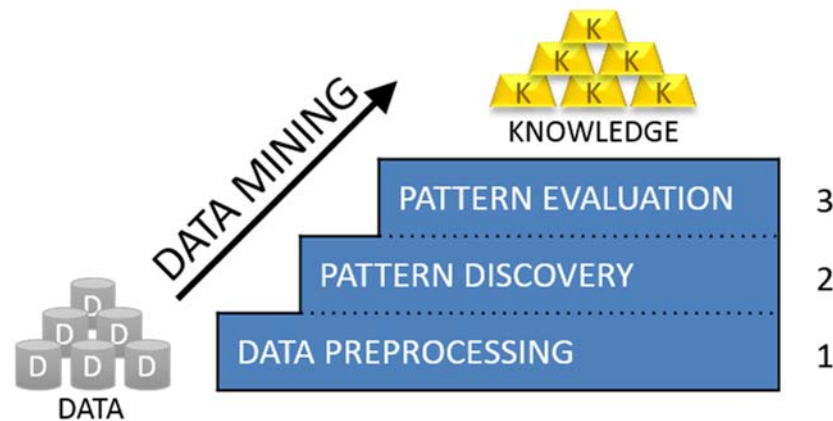 K
K K
K K K
KNOWLEDGE
DATA MINING
PATTERN EVALUATION 3
PATTERN DISCOVERY 2
DATA PREPROCESSING 1
D
D D
D D D
DATA